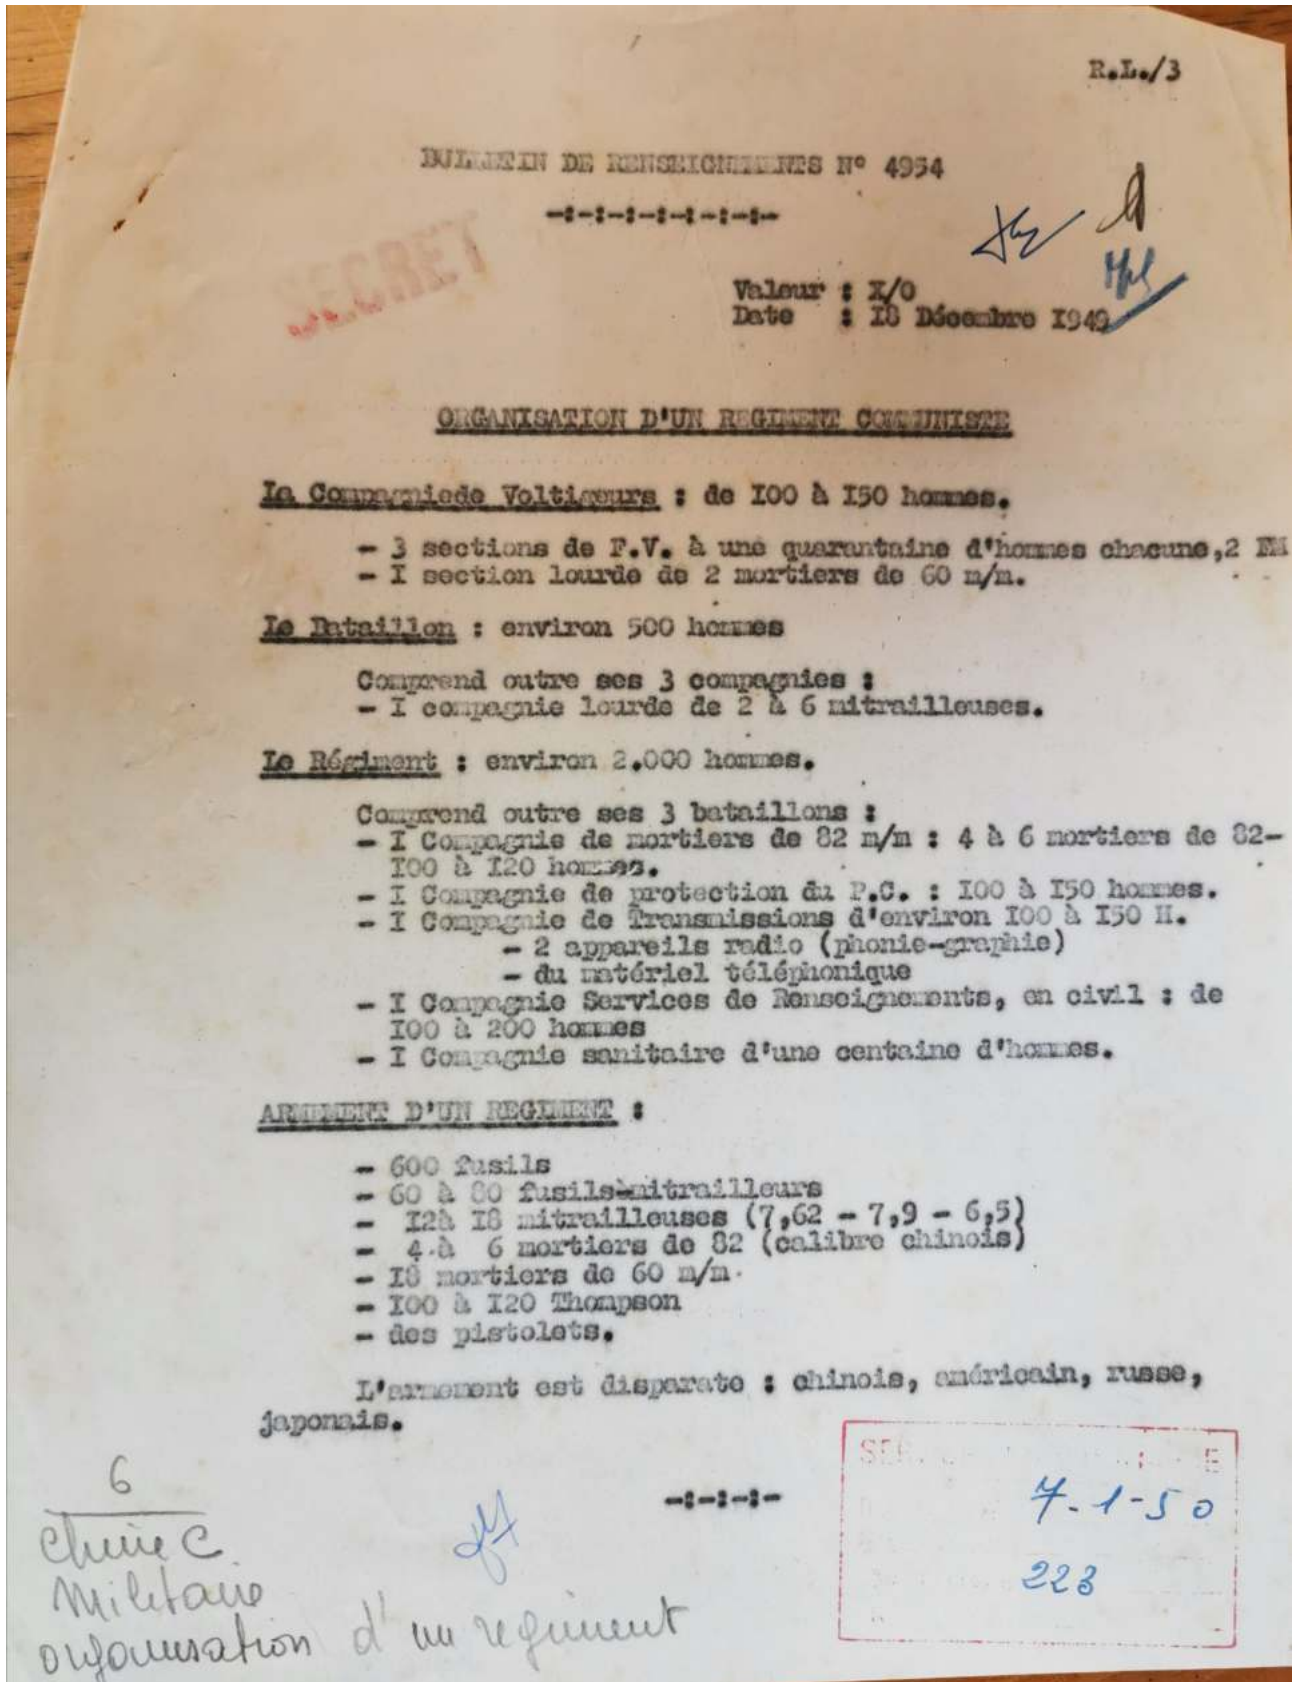 R.L./3
BULLETIN DE RENSEIGNEMENTS N° 4954
-:-:-:-:-:-:-:-
SECRET
Valeur : X/0
Date : I8 Décembre I949
ORGANISATION D'UN REGIMENT COMMUNISTE
La Compagniede Voltigeurs : de I00 à I50 hommes.
- 3 sections de F.V. à une quarantaine d'hommes chacune,2 FM
- I section lourde de 2 mortiers de 60 m/m.
Le Bataillon : environ 500 hommes
Comprend outre ses 3 compagnies :
- I compagnie lourde de 2 à 6 mitrailleuses.
Le Régiment : environ 2.000 hommes.
Comprend outre ses 3 bataillons :
- I Compagnie de mortiers de 82 m/m : 4 à 6 mortiers de 82-
I00 à I20 hommes.
- I Compagnie de protection du P.C. : I00 à I50 hommes.
- I Compagnie de Transmissions d'environ I00 à I50 H.
- 2 appareils radio (phonie-graphie)
- du matériel téléphonique
- I Compagnie Services de Renseignements, en civil : de
I00 à 200 hommes
- I Compagnie sanitaire d'une centaine d'hommes.
ARMEMENT D'UN REGIMENT :
- 600 fusils
- 60 à 80 fusils-mitrailleurs
- I2à I8 mitrailleuses (7,62 - 7,9 - 6,5)
- 4 à 6 mortiers de 82 (calibre chinois)
- I8 mortiers de 60 m/m
- I00 à I20 Thompson
- des pistolets.
L'armement est disparate : chinois, américain, russe,
japonais.
-:-:-:-
7-1-50
223
6
Chine C
Militaire
organisation d'un regiment